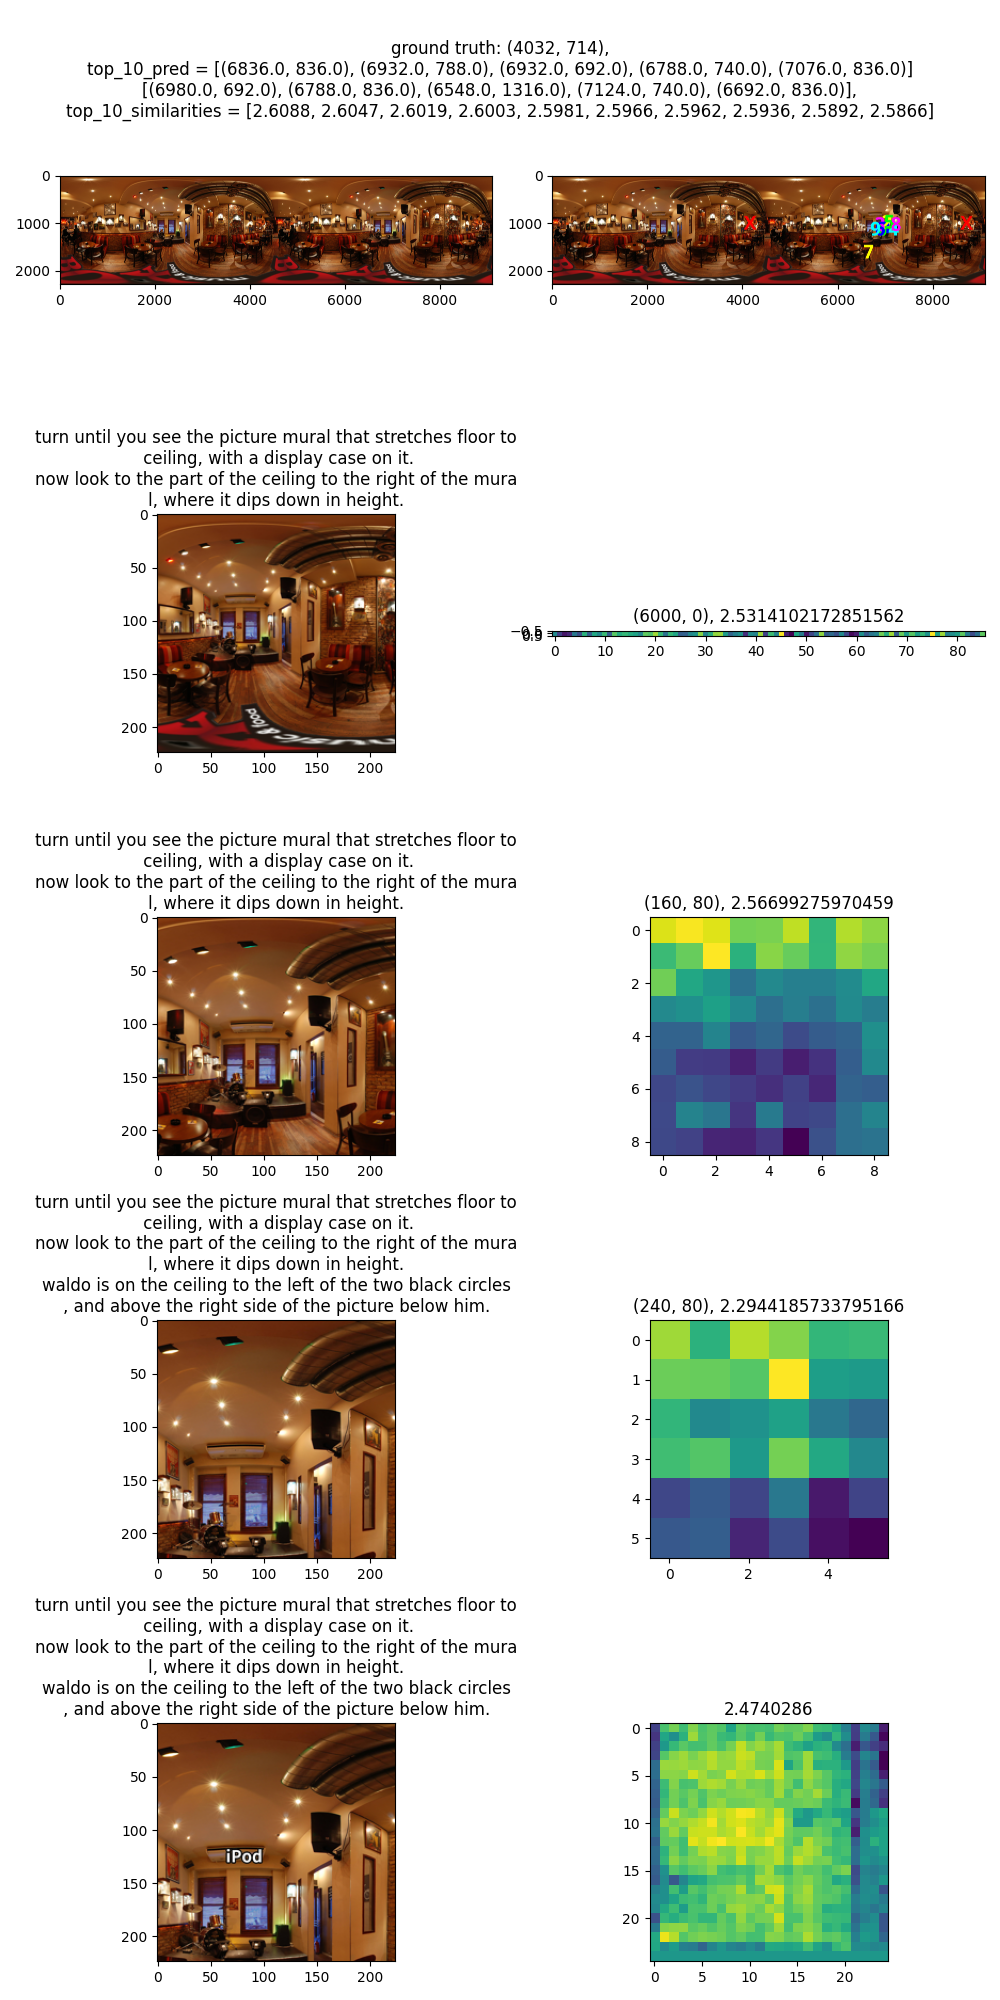 ground truth: (4032, 714),
top_10_pred = [(6836.0, 836.0), (6932.0, 788.0), (6932.0, 692.0), (6788.0, 740.0), (7076.0, 836.0)]
[(6980.0, 692.0), (6788.0, 836.0), (6548.0, 1316.0), (7124.0, 740.0), (6692.0, 836.0)],
top_10_similarities = [2.6088, 2.6047, 2.6019, 2.6003, 2.5981, 2.5966, 2.5962, 2.5936, 2.5892, 2.5866]
0
1000
2000
0 2000 4000 6000 8000
0
1000
2000
X 7 X
0 2000 4000 6000 8000
turn until you see the picture mural that stretches floor to
ceiling, with a display case on it.
now look to the part of the ceiling to the right of the mura
l, where it dips down in height.
0
50
100
150
200
music & food
0 50 100 150 200
(6000, 0), 2.5314102172851562
0 10 20 30 40 50 60 70 80
turn until you see the picture mural that stretches floor to
ceiling, with a display case on it.
now look to the part of the ceiling to the right of the mura
l, where it dips down in height.
0
50
100
150
200
0 50 100 150 200
(160, 80), 2.56699275970459
0
2
4
6
8
0 2 4 6 8
turn until you see the picture mural that stretches floor to
ceiling, with a display case on it.
now look to the part of the ceiling to the right of the mura
l, where it dips down in height.
waldo is on the ceiling to the left of the two black circles
, and above the right side of the picture below him.
0
50
100
150
200
0 50 100 150 200
(240, 80), 2.2944185733795166
0
1
2
3
4
5
0 2 4
turn until you see the picture mural that stretches floor to
ceiling, with a display case on it.
now look to the part of the ceiling to the right of the mura
l, where it dips down in height.
waldo is on the ceiling to the left of the two black circles
, and above the right side of the picture below him.
0
50
100
150
200
iPod
0 50 100 150 200
2.4740286
0
5
10
15
20
0 5 10 15 20